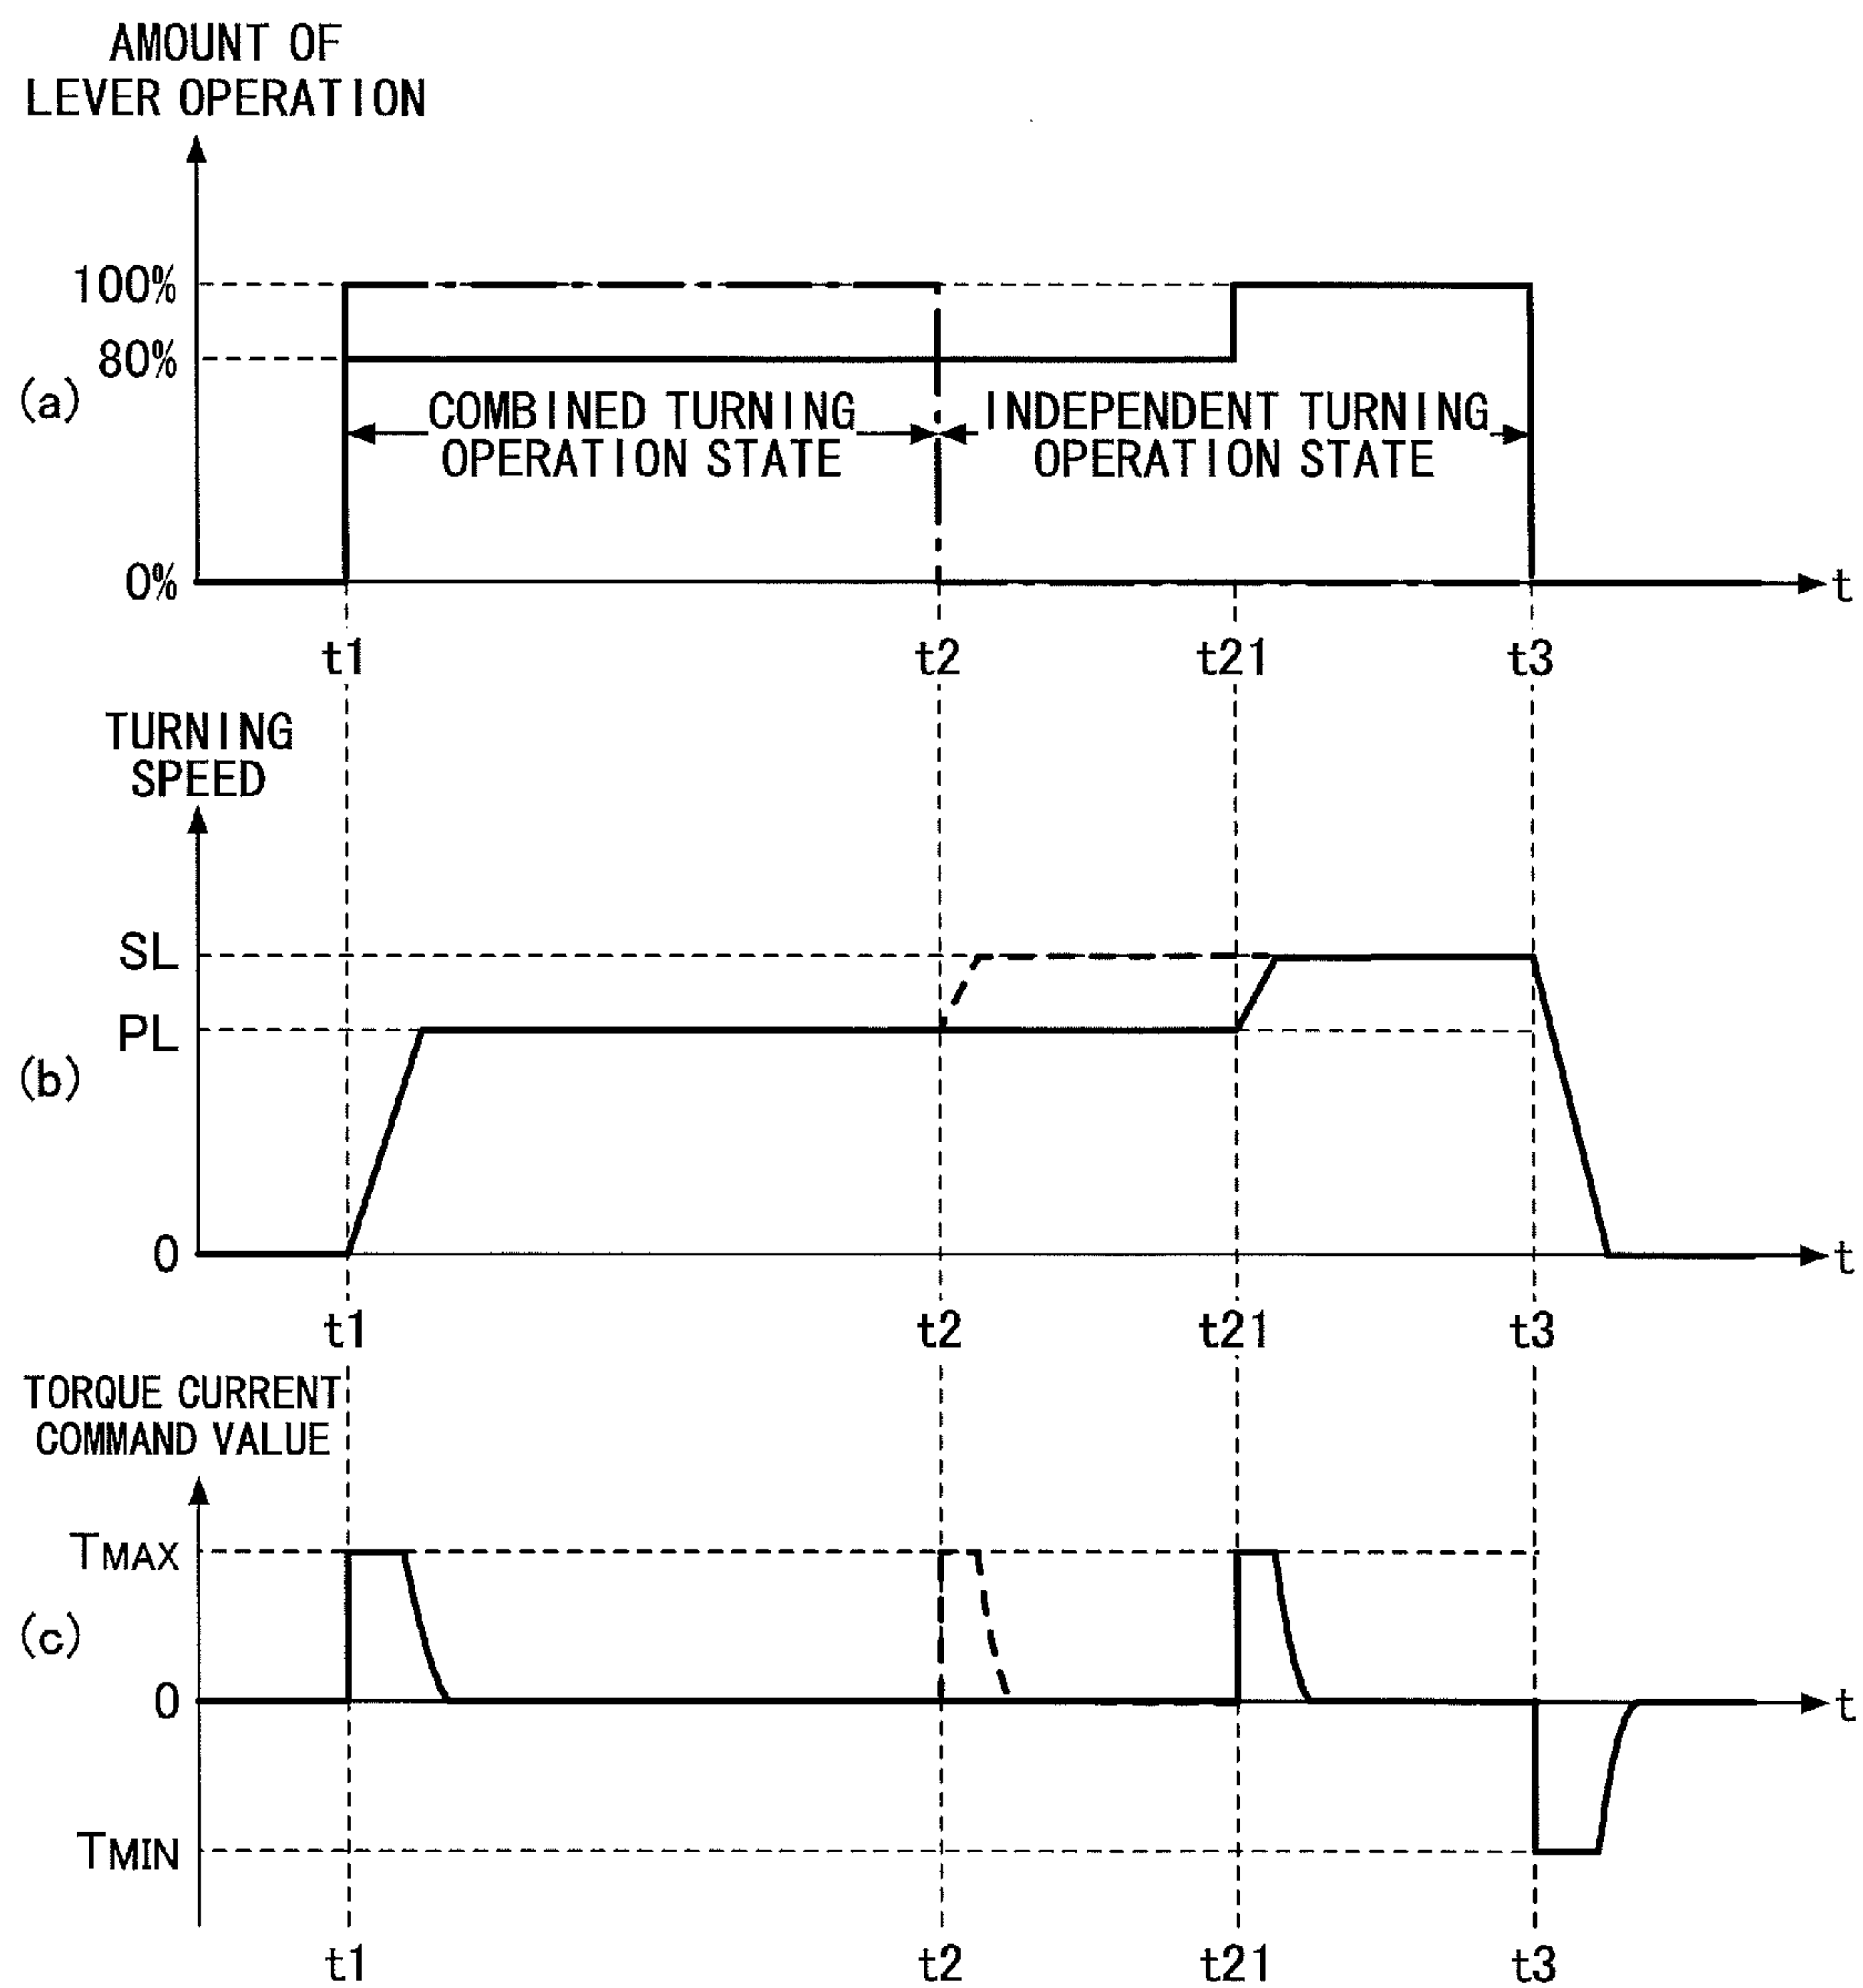 AMOUNT OF
LEVER OPERATION
100%
80%
(a)
COMBINED TURNING
OPERATION STATE
INDEPENDENT TURNING
OPERATION STATE
0%
t
t1 t2 t21 t3
TURNING
SPEED
SL
PL
(b)
0
t
t1 t2 t21 t3
TORQUE CURRENT
COMMAND VALUE
TMAX
(c)
0
t
TMIN
t1 t2 t21 t3